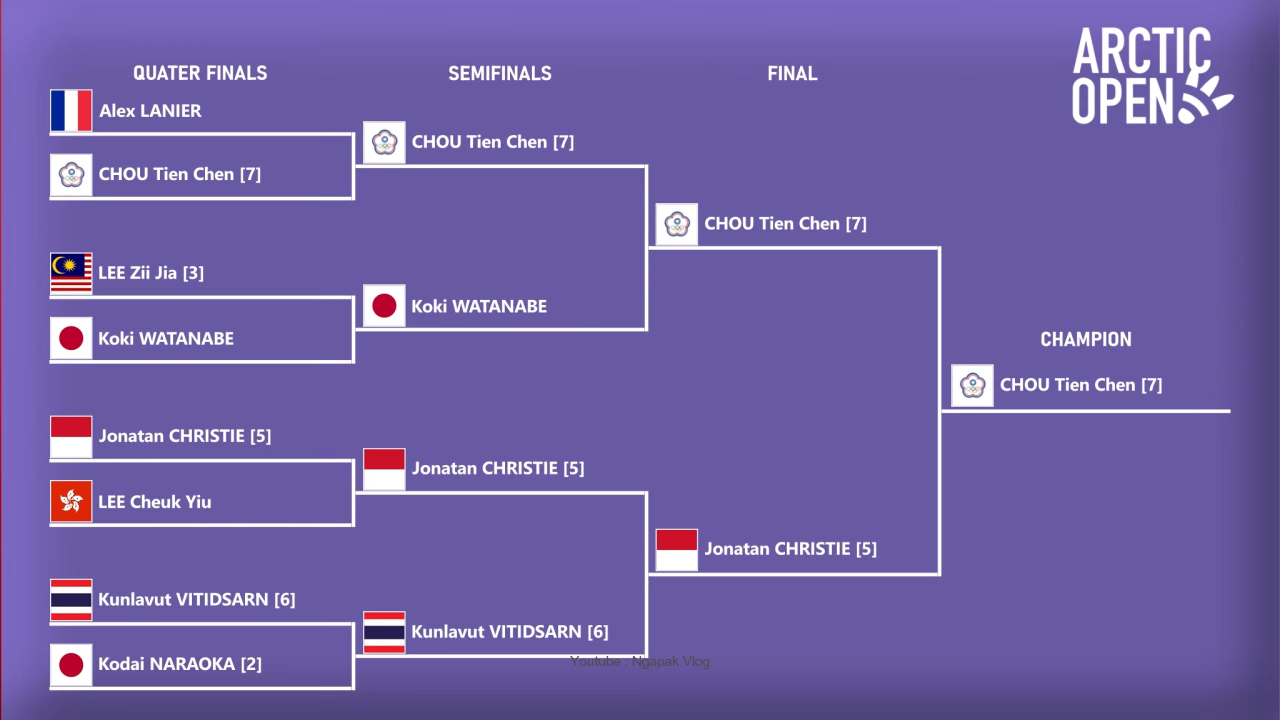 ARCTIC
OPEN
QUATER FINALS
SEMIFINALS
FINAL
Alex LANIER
CHOU Tien Chen [7]
LEE Zii Jia [3]
Koki WATANABE
Jonatan CHRISTIE [5]
LEE Cheuk Yiu
Kunlavut VITIDSARN [6]
Kodai NARAOKA [2]
CHOU Tien Chen [7]
Koki WATANABE
Jonatan CHRISTIE [5]
Kunlavut VITIDSARN [6]
CHOU Tien Chen [7]
Jonatan CHRISTIE [5]
CHAMPION
CHOU Tien Chen [7]
Youtube : Ngapak Vlog